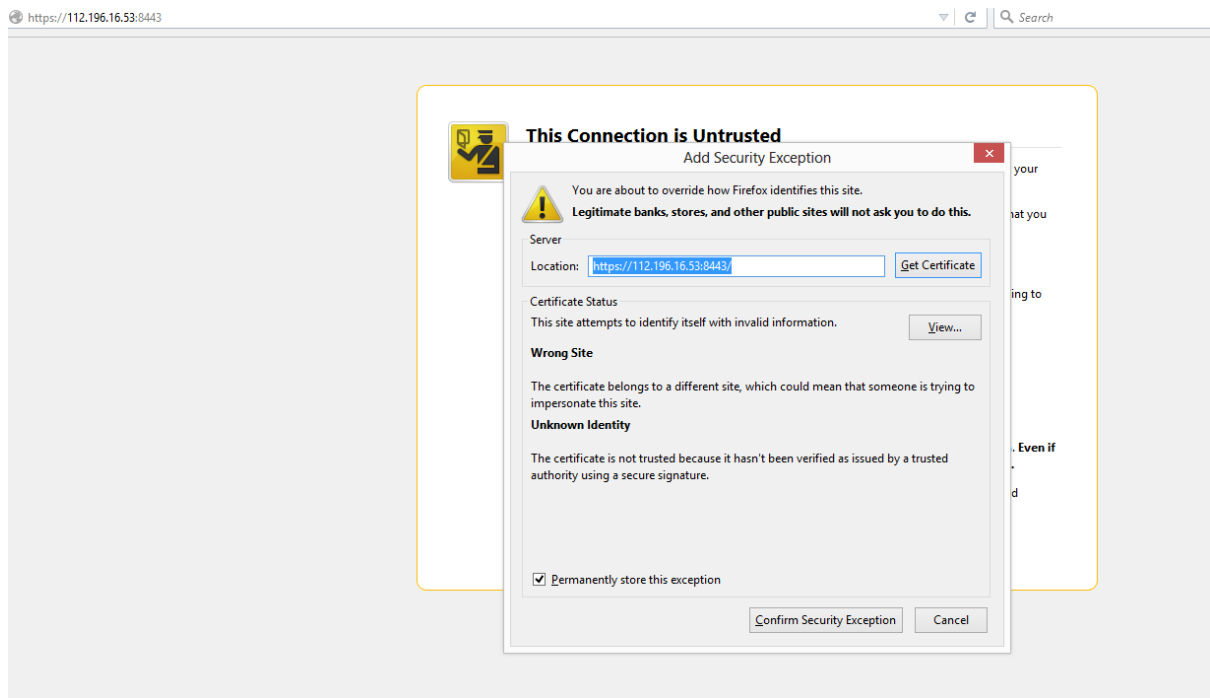 https://112.196.16.53:8443
Search
This Connection is Untrusted
Add Security Exception
your
You are about to override how Firefox identifies this site.
Legitimate banks, stores, and other public sites will not ask you to do this.
hat you
Server
Location: https://112.196.16.53:8443/ Get Certificate
ing to
Certificate Status
This site attempts to identify itself with invalid information.
View...
Wrong Site
The certificate belongs to a different site, which could mean that someone is trying to
impersonate this site.
Unknown Identity
. Even if
The certificate is not trusted because it hasn't been verified as issued by a trusted
authority using a secure signature.
d
Permanently store this exception
Confirm Security Exception Cancel